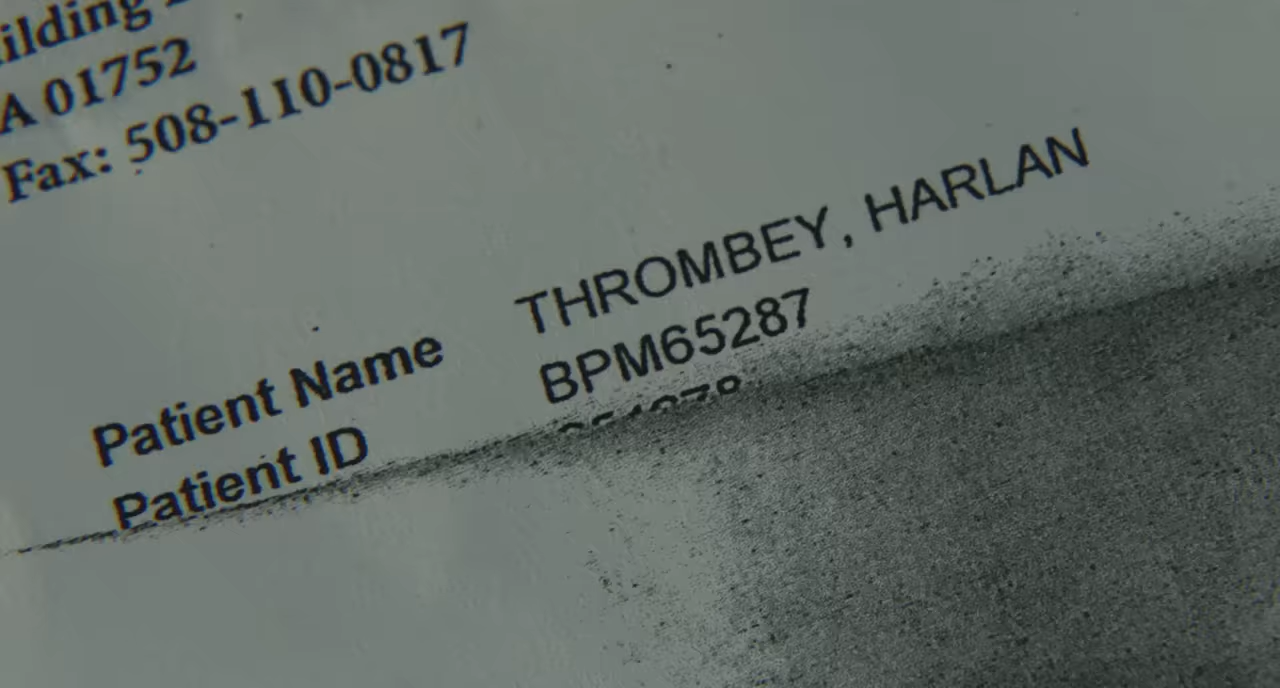 A 01752
Fax: 508-110-0817
Patient Name THROMBEY, HARLAN
Patient ID BPM65287